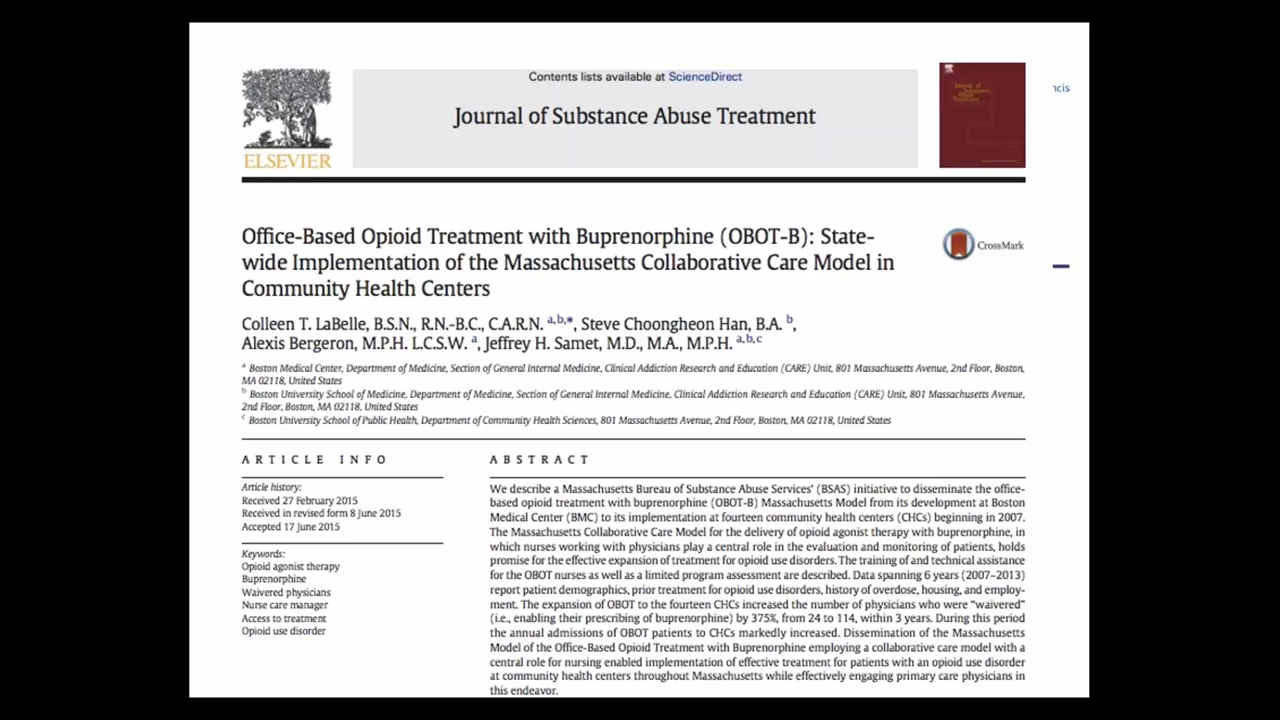 Contents lists available at ScienceDirect
Journal of Substance Abuse Treatment
ELSEVIER
ncis
Office-Based Opioid Treatment with Buprenorphine (OBOT-B): State-
wide Implementation of the Massachusetts Collaborative Care Model in
Community Health Centers
CrossMark
Colleen T. LaBelle, B.S.N., R.N.-B.C., C.A.R.N. a,b,*, Steve Choongheon Han, B.A. b,
Alexis Bergeron, M.P.H. L.C.S.W. a, Jeffrey H. Samet, M.D., M.A., M.P.H. a,b,c
a Boston Medical Center, Department of Medicine, Section of General Internal Medicine, Clinical Addiction Research and Education (CARE) Unit, 801 Massachusetts Avenue, 2nd Floor, Boston,
MA 02118, United States
b Boston University School of Medicine, Department of Medicine, Section of General Internal Medicine, Clinical Addiction Research and Education (CARE) Unit, 801 Massachusetts Avenue,
2nd Floor, Boston, MA 02118, United States
c Boston University School of Public Health, Department of Community Health Sciences, 801 Massachusetts Avenue, 2nd Floor, Boston, MA 02118, United States
ARTICLE INFO
Article history:
Received 27 February 2015
Received in revised form 8 June 2015
Accepted 17 June 2015
Keywords:
Opioid agonist therapy
Buprenorphine
Waivered physicians
Nurse care manager
Access to treatment
Opioid use disorder
ABSTRACT
We describe a Massachusetts Bureau of Substance Abuse Services' (BSAS) initiative to disseminate the office-
based opioid treatment with buprenorphine (OBOT-B) Massachusetts Model from its development at Boston
Medical Center (BMC) to its implementation at fourteen community health centers (CHCs) beginning in 2007.
The Massachusetts Collaborative Care Model for the delivery of opioid agonist therapy with buprenorphine, in
which nurses working with physicians play a central role in the evaluation and monitoring of patients, holds
promise for the effective expansion of treatment for opioid use disorders. The training of and technical assistance
for the OBOT nurses as well as a limited program assessment are described. Data spanning 6 years (2007–2013)
report patient demographics, prior treatment for opioid use disorders, history of overdose, housing, and employ-
ment. The expansion of OBOT to the fourteen CHCs increased the number of physicians who were "waivered"
(i.e., enabling their prescribing of buprenorphine) by 375%, from 24 to 114, within 3 years. During this period
the annual admissions of OBOT patients to CHCs markedly increased. Dissemination of the Massachusetts
Model of the Office-Based Opioid Treatment with Buprenorphine employing a collaborative care model with a
central role for nursing enabled implementation of effective treatment for patients with an opioid use disorder
at community health centers throughout Massachusetts while effectively engaging primary care physicians in
this endeavor.